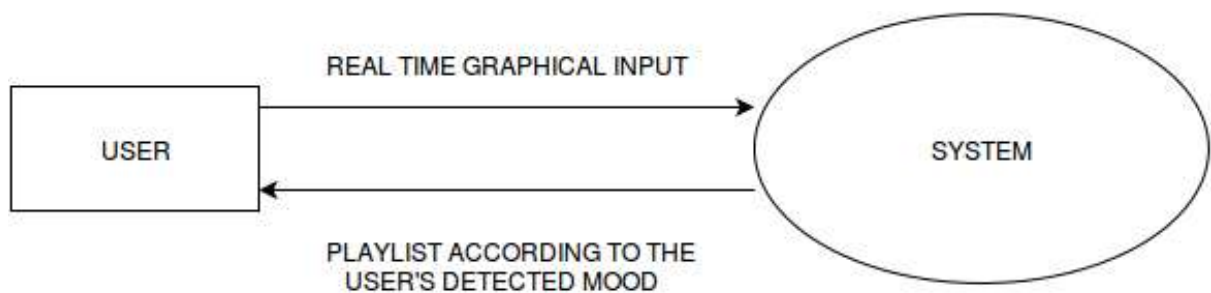 REAL TIME GRAPHICAL INPUT
USER
SYSTEM
PLAYLIST ACCORDING TO THE
USER'S DETECTED MOOD